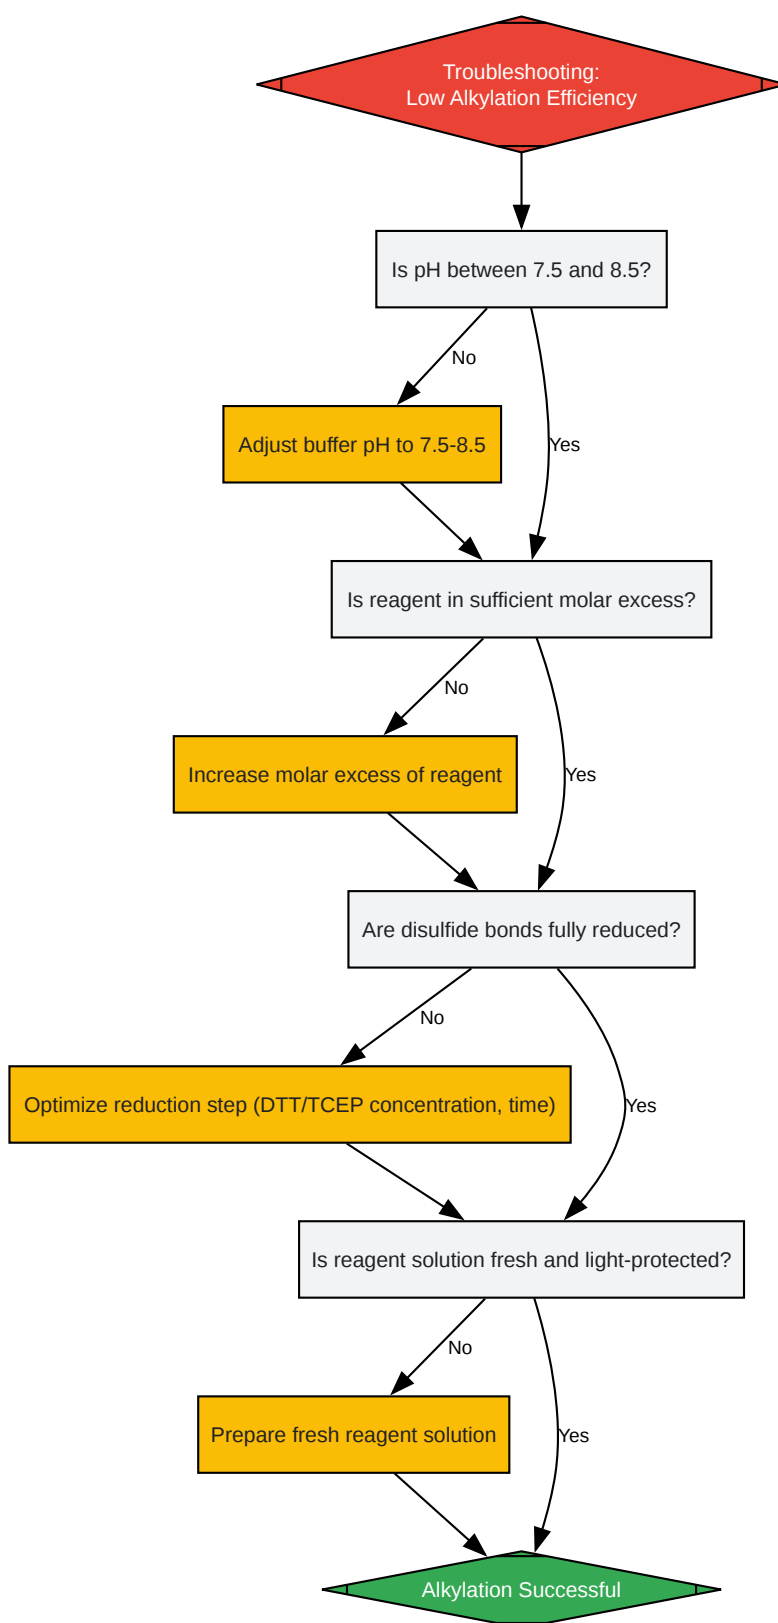 Troubleshooting:
Low Alkylation Efficiency
Is pH between 7.5 and 8.5?
No
Adjust buffer pH to 7.5-8.5
Yes
Is reagent in sufficient molar excess?
No
Increase molar excess of reagent
Yes
Are disulfide bonds fully reduced?
No
Optimize reduction step (DTT/TCEP concentration, time)
Yes
Is reagent solution fresh and light-protected?
No
Prepare fresh reagent solution
Yes
Alkylation Successful